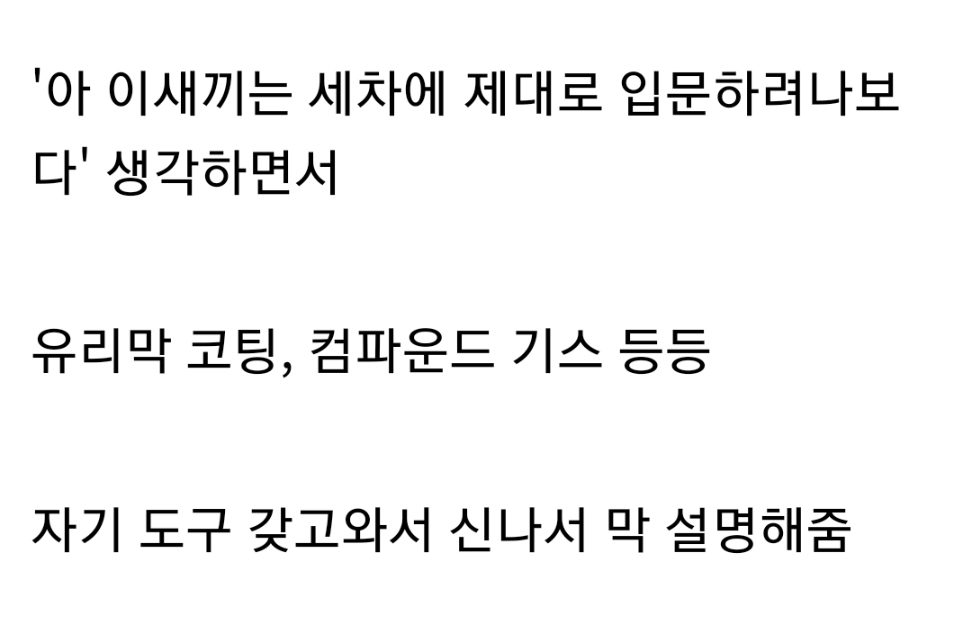 '아 이새끼는 세차에 제대로 입문하려나보
다' 생각하면서
유리막 코팅, 컴파운드 기스 등등
자기 도구 갖고와서 신나서 막 설명해줌